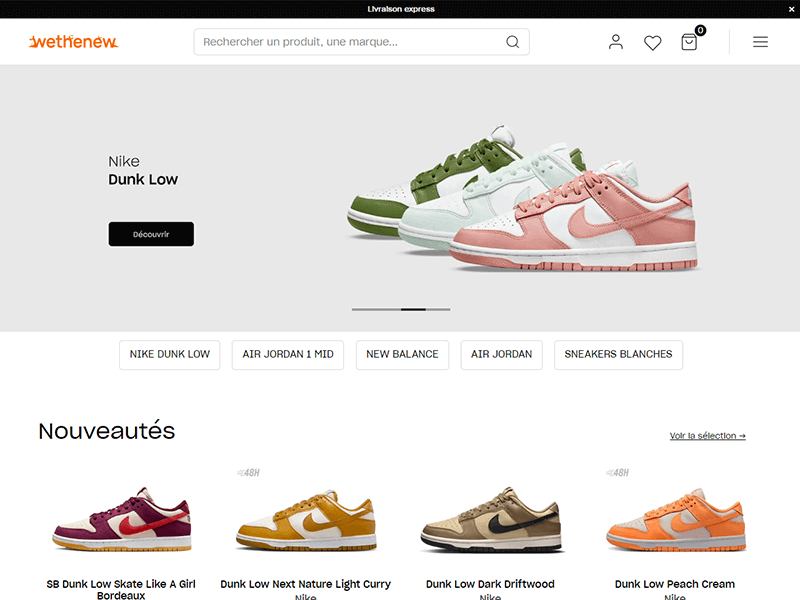 Livraison express
wethenew
Rechercher un produit, une marque...
0
Nike
Dunk Low
Découvrir
NIKE DUNK LOW
AIR JORDAN 1 MID
NEW BALANCE
AIR JORDAN
SNEAKERS BLANCHES
Nouveautés
Voir la sélection →
48H
48H
SB Dunk Low Skate Like A Girl
Bordeaux
Dunk Low Next Nature Light Curry
Nike
Dunk Low Dark Driftwood
Nike
Dunk Low Peach Cream
Nike